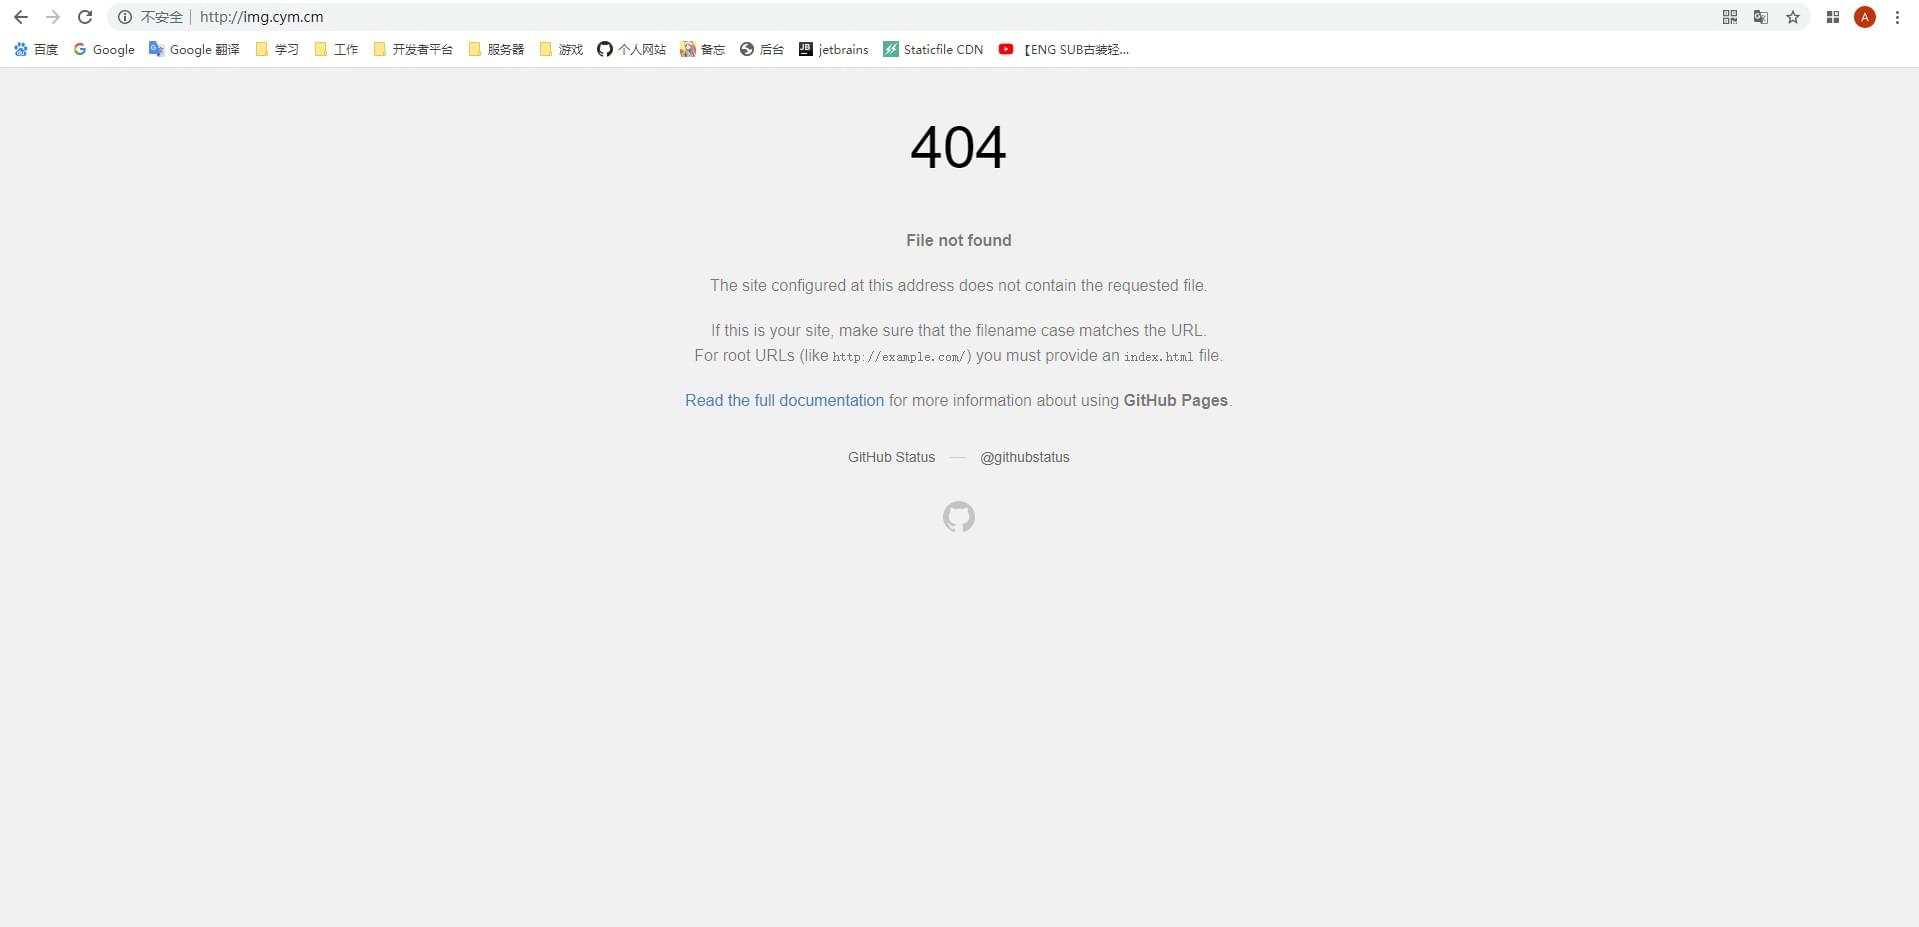 不安全 http://img.cym.cm A
百度 Google Google 翻译 学习 工作 开发者平台 服务器 游戏 个人网站 备忘 后台 JB jetbrains Staticfile CDN 【ENG SUB古装轻...
404
File not found
The site configured at this address does not contain the requested file.
If this is your site, make sure that the filename case matches the URL.
For root URLs (like http://example.com/) you must provide an index.html file.
Read the full documentation for more information about using GitHub Pages.
GitHub Status — @githubstatus